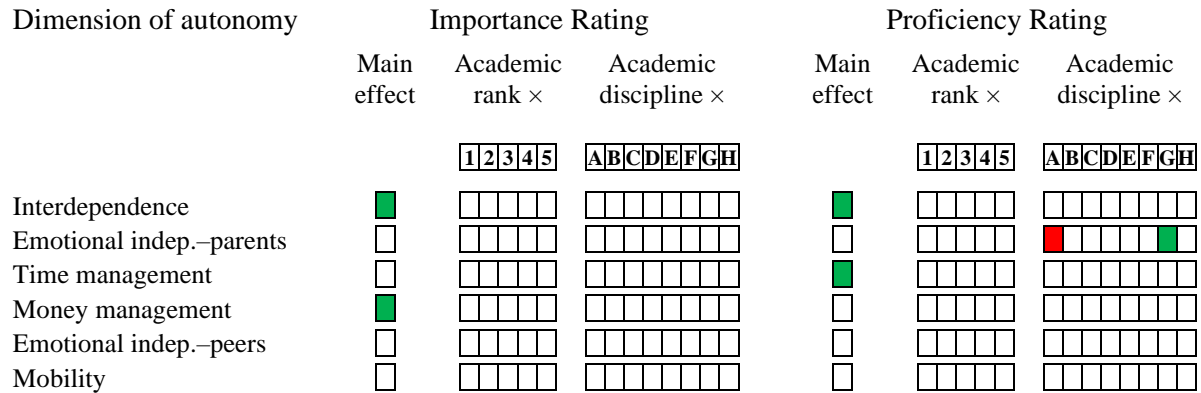 Dimension of autonomy Importance Rating Proficiency Rating
Main Academic Academic Main Academic Academic
effect rank × discipline × effect rank × discipline ×
1 2 3 4 5 A B C D E F G H 1 2 3 4 5 A B C D E F G H
Interdependence
Emotional indep.–parents
Time management
Money management
Emotional indep.–peers
Mobility